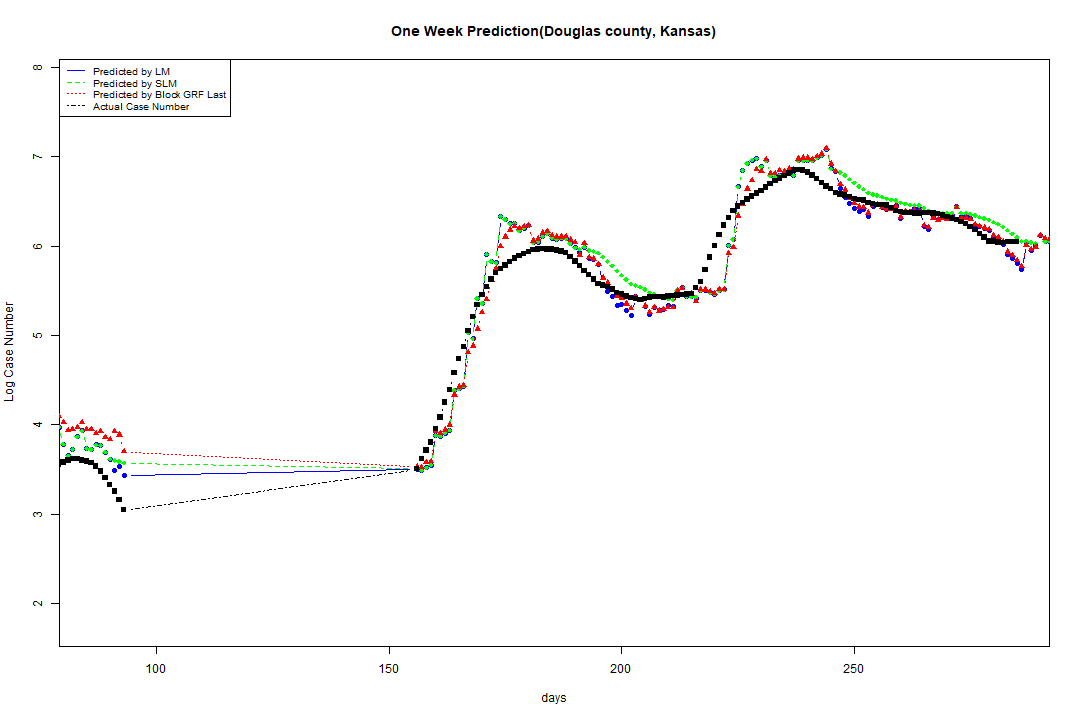 One Week Prediction(Douglas county, Kansas)
Predicted by LM
Predicted by SLM
Predicted by Block GRF Last
Actual Case Number
8
7
6
5
4
3
2
Log Case Number
100 150 200 250
days